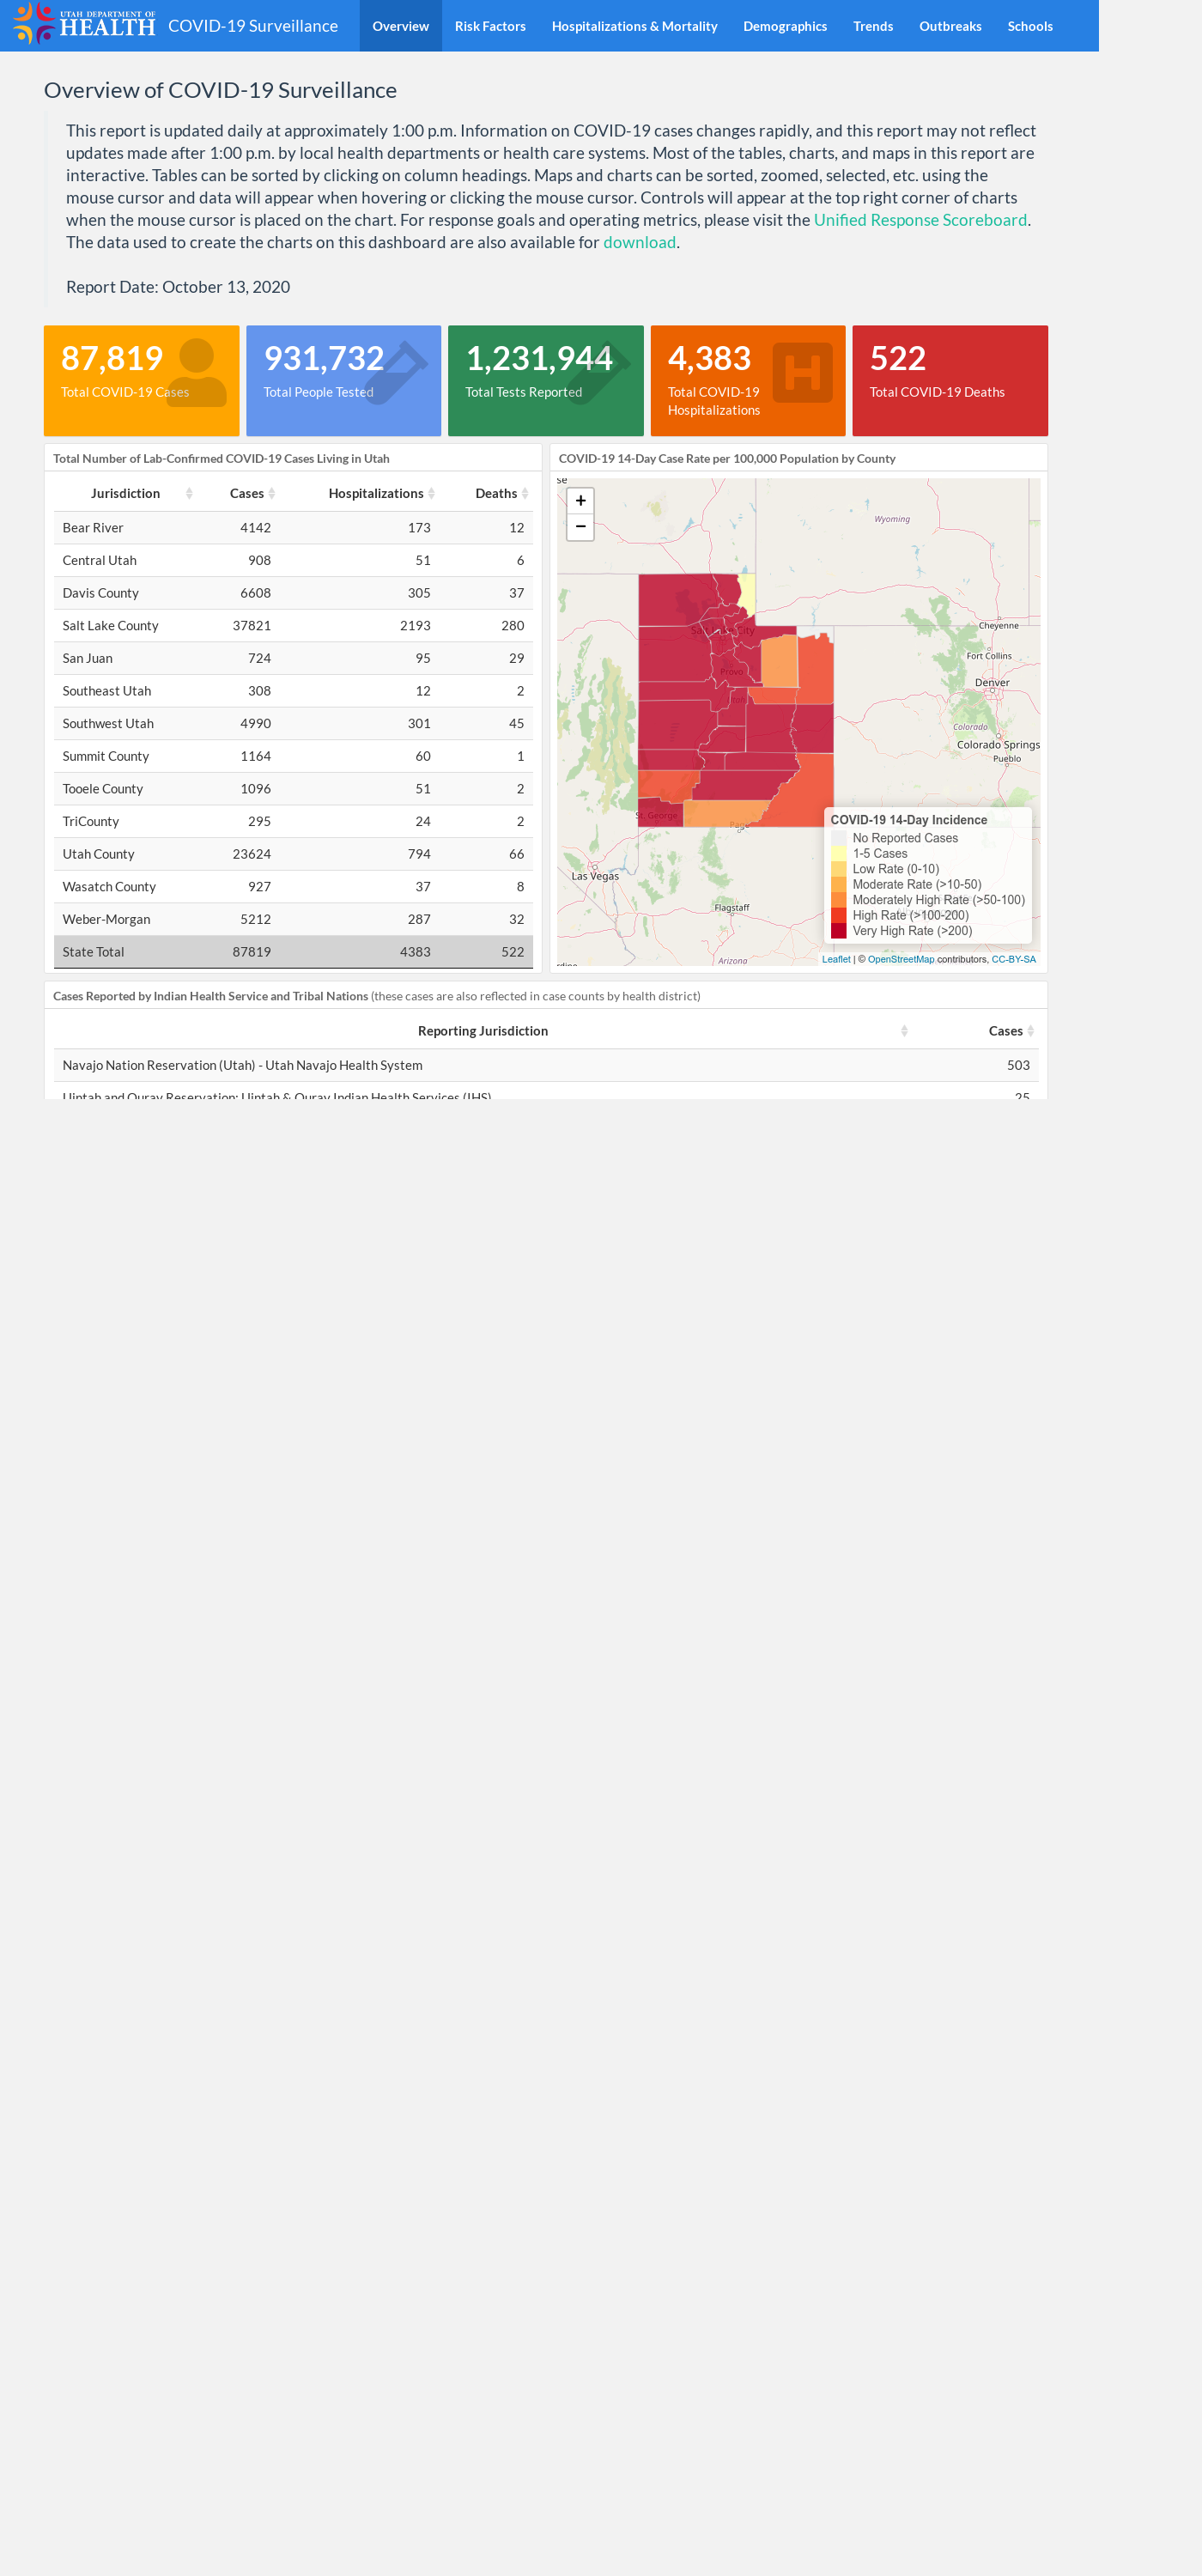 UTAH DEPARTMENT OF
HEALTH
COVID-19 Surveillance
Overview
Risk Factors
Hospitalizations & Mortality
Demographics
Trends
Outbreaks
Schools
Overview of COVID-19 Surveillance
This report is updated daily at approximately 1:00 p.m. Information on COVID-19 cases changes rapidly, and this report may not reflect
updates made after 1:00 p.m. by local health departments or health care systems. Most of the tables, charts, and maps in this report are
interactive. Tables can be sorted by clicking on column headings. Maps and charts can be sorted, zoomed, selected, etc. using the
mouse cursor and data will appear when hovering or clicking the mouse cursor. Controls will appear at the top right corner of charts
when the mouse cursor is placed on the chart. For response goals and operating metrics, please visit the Unified Response Scoreboard.
The data used to create the charts on this dashboard are also available for download.
Report Date: October 13, 2020
87,819
Total COVID-19 Cases
931,732
Total People Tested
1,231,944
Total Tests Reported
4,383
Total COVID-19
Hospitalizations
522
Total COVID-19 Deaths
Total Number of Lab-Confirmed COVID-19 Cases Living in Utah
Jurisdiction Cases Hospitalizations Deaths
Bear River 4142 173 12
Central Utah 908 51 6
Davis County 6608 305 37
Salt Lake County 37821 2193 280
San Juan 724 95 29
Southeast Utah 308 12 2
Southwest Utah 4990 301 45
Summit County 1164 60 1
Tooele County 1096 51 2
TriCounty 295 24 2
Utah County 23624 794 66
Wasatch County 927 37 8
Weber-Morgan 5212 287 32
State Total 87819 4383 522
COVID-19 14-Day Case Rate per 100,000 Population by County
se
+
−
Wyoming
Salt Lake City
Cheyenne
Fort Collins
Provo
Denver
Colorado
Colorado Springs
Pueblo
St. George
Page
Las Vegas
Flagstaff
Arizona
COVID-19 14-Day Incidence
No Reported Cases
1-5 Cases
Low Rate (0-10)
Moderate Rate (>10-50)
Moderately High Rate (>50-100)
High Rate (>100-200)
Very High Rate (>200)
Leaflet | © OpenStreetMap contributors, CC-BY-SA
Cases Reported by Indian Health Service and Tribal Nations (these cases are also reflected in case counts by health district)
Reporting Jurisdiction Cases
Navajo Nation Reservation (Utah) - Utah Navajo Health System 503
Uintah and Ouray Reservation: Uintah & Ouray Indian Health Services (IHS) 25